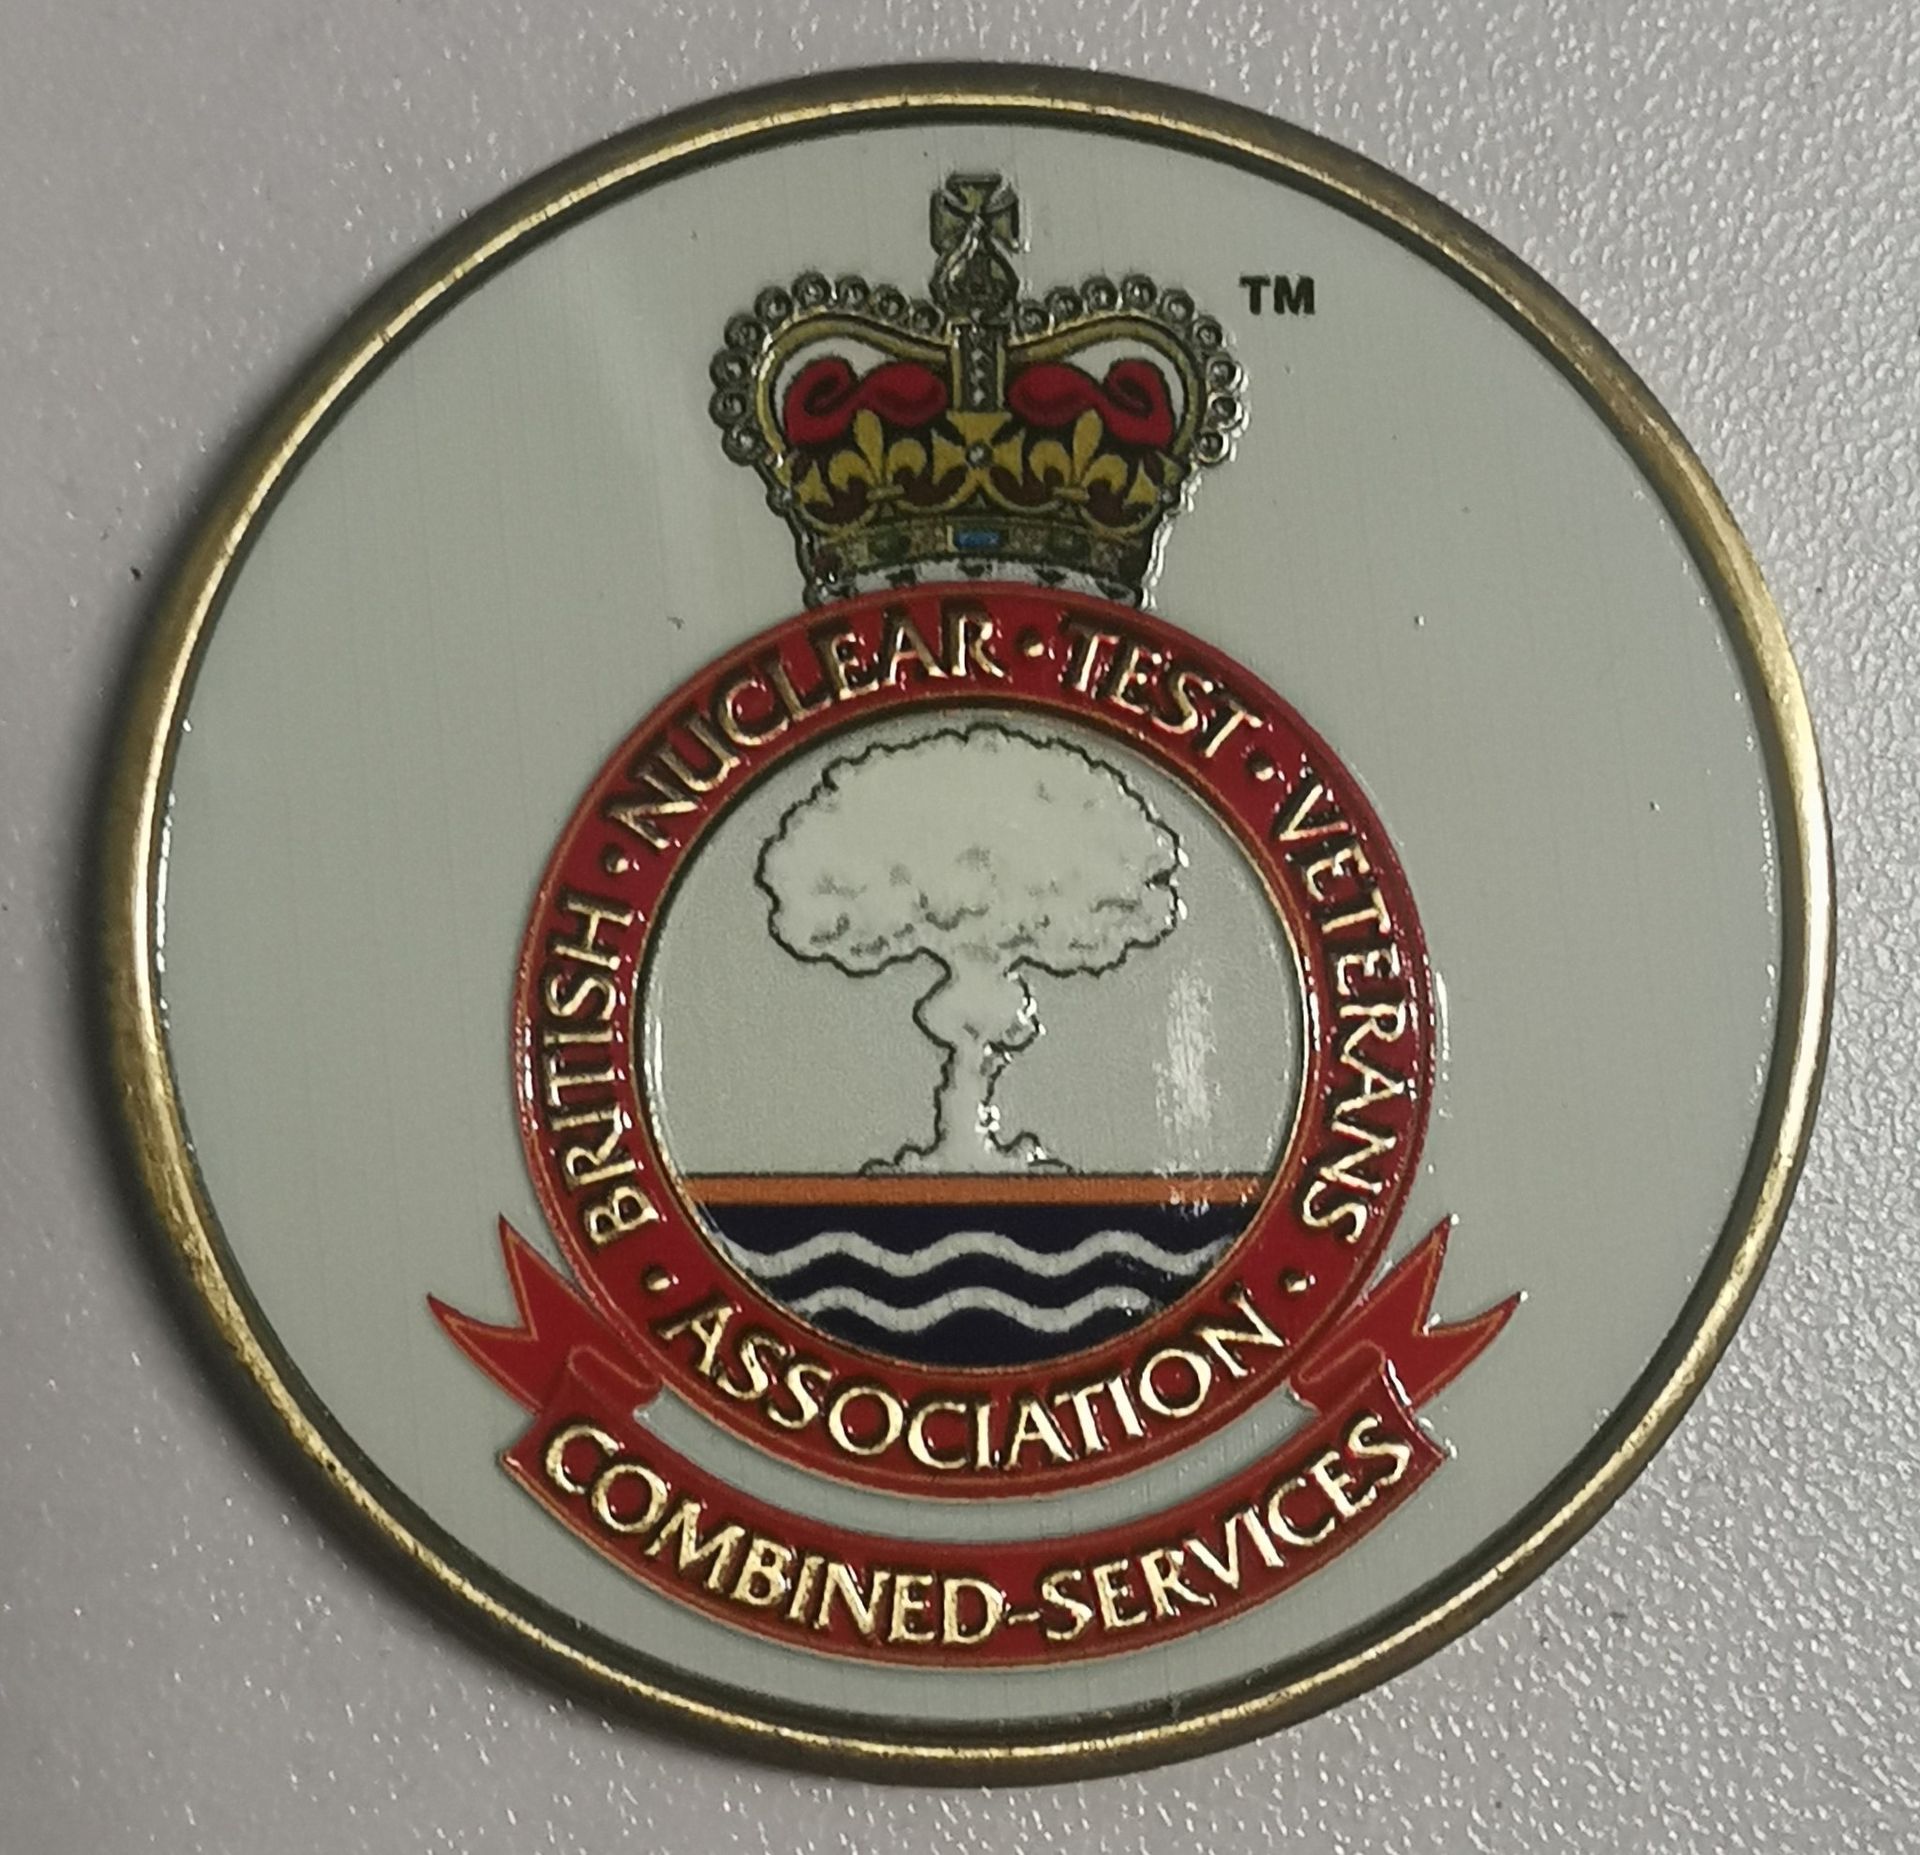 TM
BRITISH · NUCLEAR · TEST · VETERANS
· ASSOCIATION ·
COMBINED-SERVICES